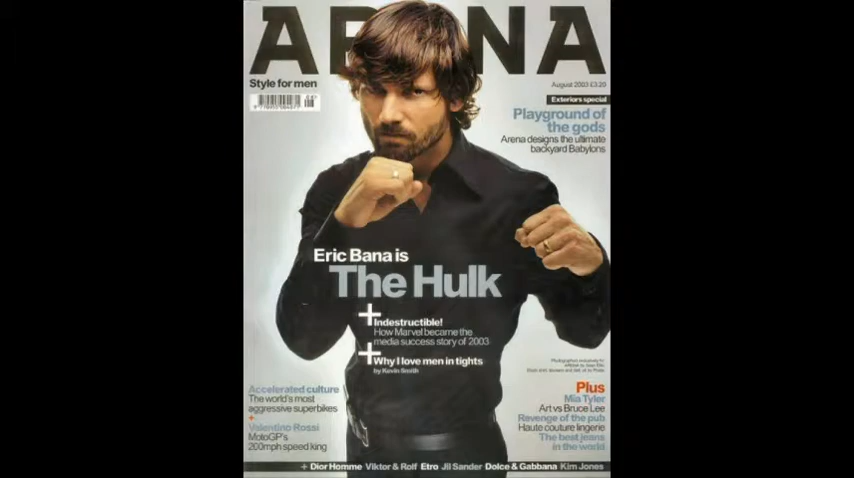 ARENA
Style for men
August 2003 £3.20
08
Exteriors special
Playground of
the gods
Arena designs the ultimate
backyard Babylons
Eric Bana is
The Hulk
+
Indestructible!
How Marvel became the
media success story of 2003
+
Why I love men in tights
by Kevin Smith
Accelerated culture
The world's most
aggressive superbikes
+
Valentino Rossi
MotoGP's
200mph speed king
Plus
Mia Tyler
Art vs Bruce Lee
Revenge of the pub
Haute couture lingerie
The best jeans
in the world
+ Dior Homme Viktor & Rolf Etro Jil Sander Dolce & Gabbana Kim Jones